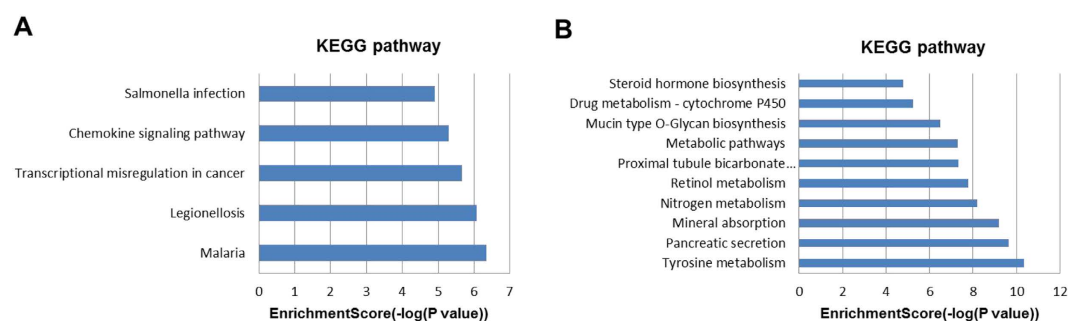 A
KEGG pathway
Salmonella infection
Chemokine signaling pathway
Transcriptional misregulation in cancer
Legionellosis
Malaria
0 1 2 3 4 5 6 7
EnrichmentScore(-log(P value))
B
KEGG pathway
Steroid hormone biosynthesis
Drug metabolism - cytochrome P450
Mucin type O-Glycan biosynthesis
Metabolic pathways
Proximal tubule bicarbonate...
Retinol metabolism
Nitrogen metabolism
Mineral absorption
Pancreatic secretion
Tyrosine metabolism
0 2 4 6 8 10 12
EnrichmentScore(-log(P value))